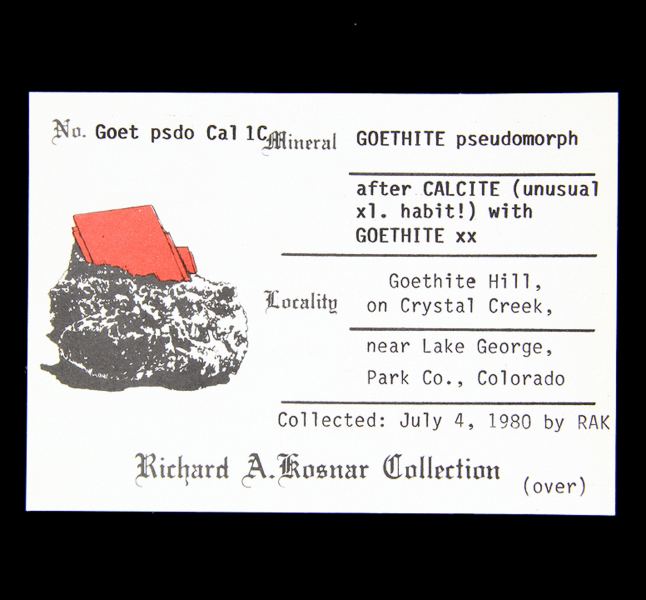 No. Goet psdo Cal 1C Mineral GOETHITE pseudomorph
after CALCITE (unusual
xl. habit!) with
GOETHITE xx
Locality Goethite Hill,
on Crystal Creek,
near Lake George,
Park Co., Colorado
Collected: July 4, 1980 by RAK
Richard A.Kosnar Collection
(over)